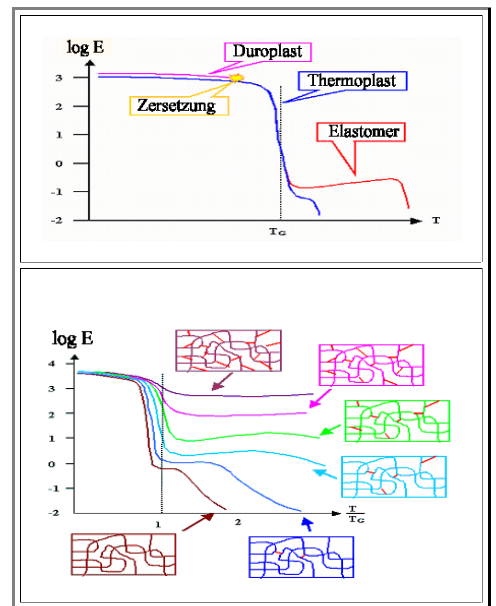 log E
Duroplast
3
Thermoplast
2
Zersetzung
1
Elastomer
0
-1
-2
T
TG
log E
4
3
2
1
0
-1
-2
1
2
T
TG